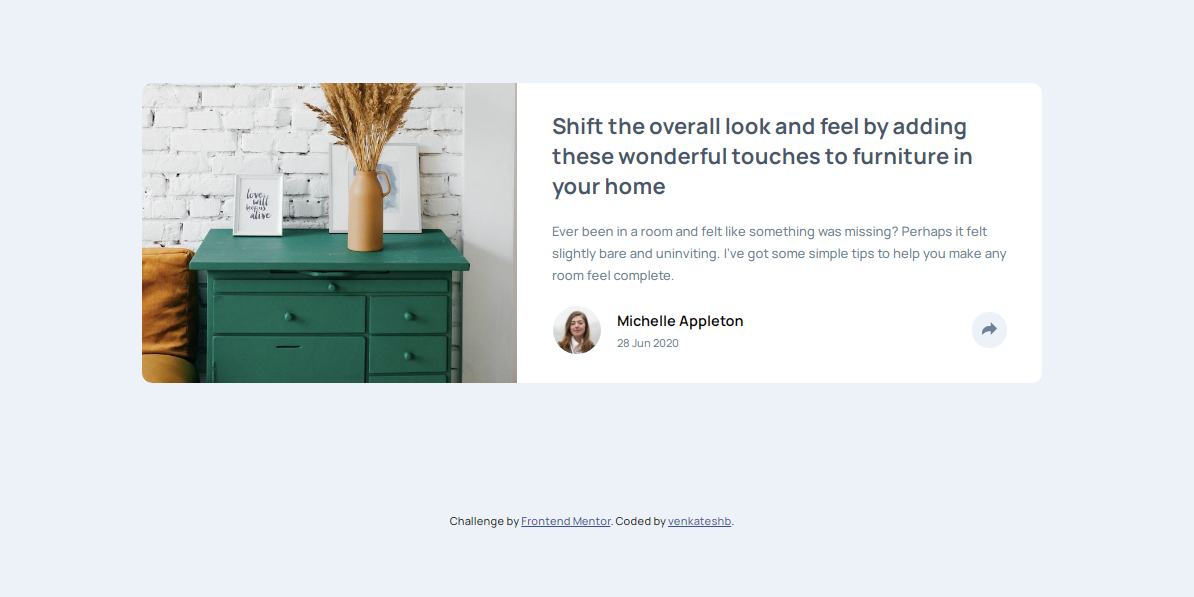 Shift the overall look and feel by adding
these wonderful touches to furniture in
your home
Ever been in a room and felt like something was missing? Perhaps it felt
slightly bare and uninviting. I've got some simple tips to help you make any
room feel complete.
Michelle Appleton
28 Jun 2020
love
will
keep us
alive
Challenge by Frontend Mentor. Coded by venkateshb.